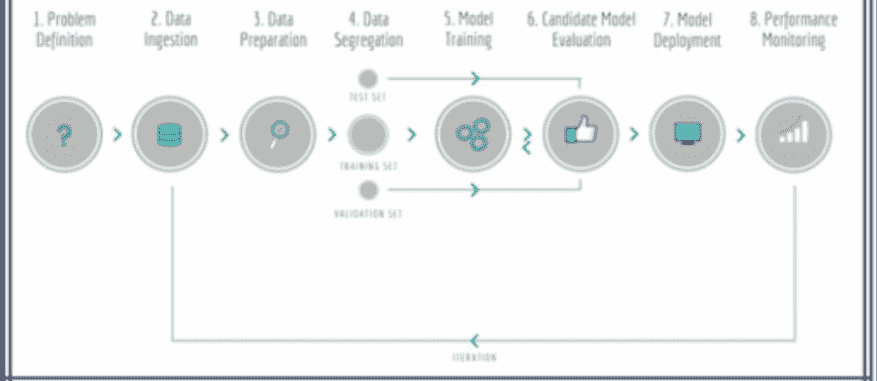 1. Problem
Definition
2. Data
Ingestion
3. Data
Preparation
4. Data
Segregation
5. Model
Training
6. Candidate Model
Evaluation
7. Model
Deployment
8. Performance
Monitoring
TEST SET
TRAINING SET
VALIDATION SET
ITERATION